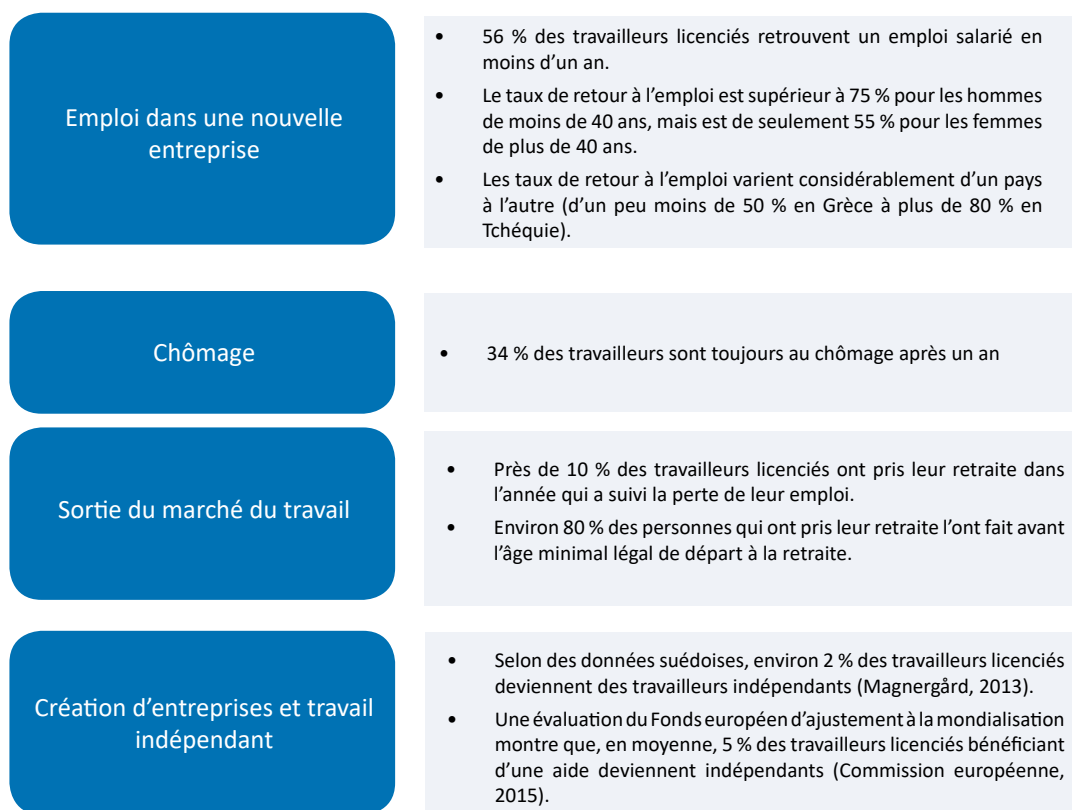 Emploi dans une nouvelle
entreprise
• 56 % des travailleurs licenciés retrouvent un emploi salarié en
moins d’un an.
• Le taux de retour à l’emploi est supérieur à 75 % pour les hommes
de moins de 40 ans, mais est de seulement 55 % pour les femmes
de plus de 40 ans.
• Les taux de retour à l’emploi varient considérablement d’un pays
à l’autre (d’un peu moins de 50 % en Grèce à plus de 80 % en
Tchéquie).
Chômage
• 34 % des travailleurs sont toujours au chômage après un an
Sortie du marché du travail
• Près de 10 % des travailleurs licenciés ont pris leur retraite dans
l’année qui a suivi la perte de leur emploi.
• Environ 80 % des personnes qui ont pris leur retraite l’ont fait avant
l’âge minimal légal de départ à la retraite.
Création d’entreprises et travail
indépendant
• Selon des données suédoises, environ 2 % des travailleurs licenciés
deviennent des travailleurs indépendants (Magnergård, 2013).
• Une évaluation du Fonds européen d’ajustement à la mondialisation
montre que, en moyenne, 5 % des travailleurs licenciés bénéficiant
d’une aide deviennent indépendants (Commission européenne,
2015).